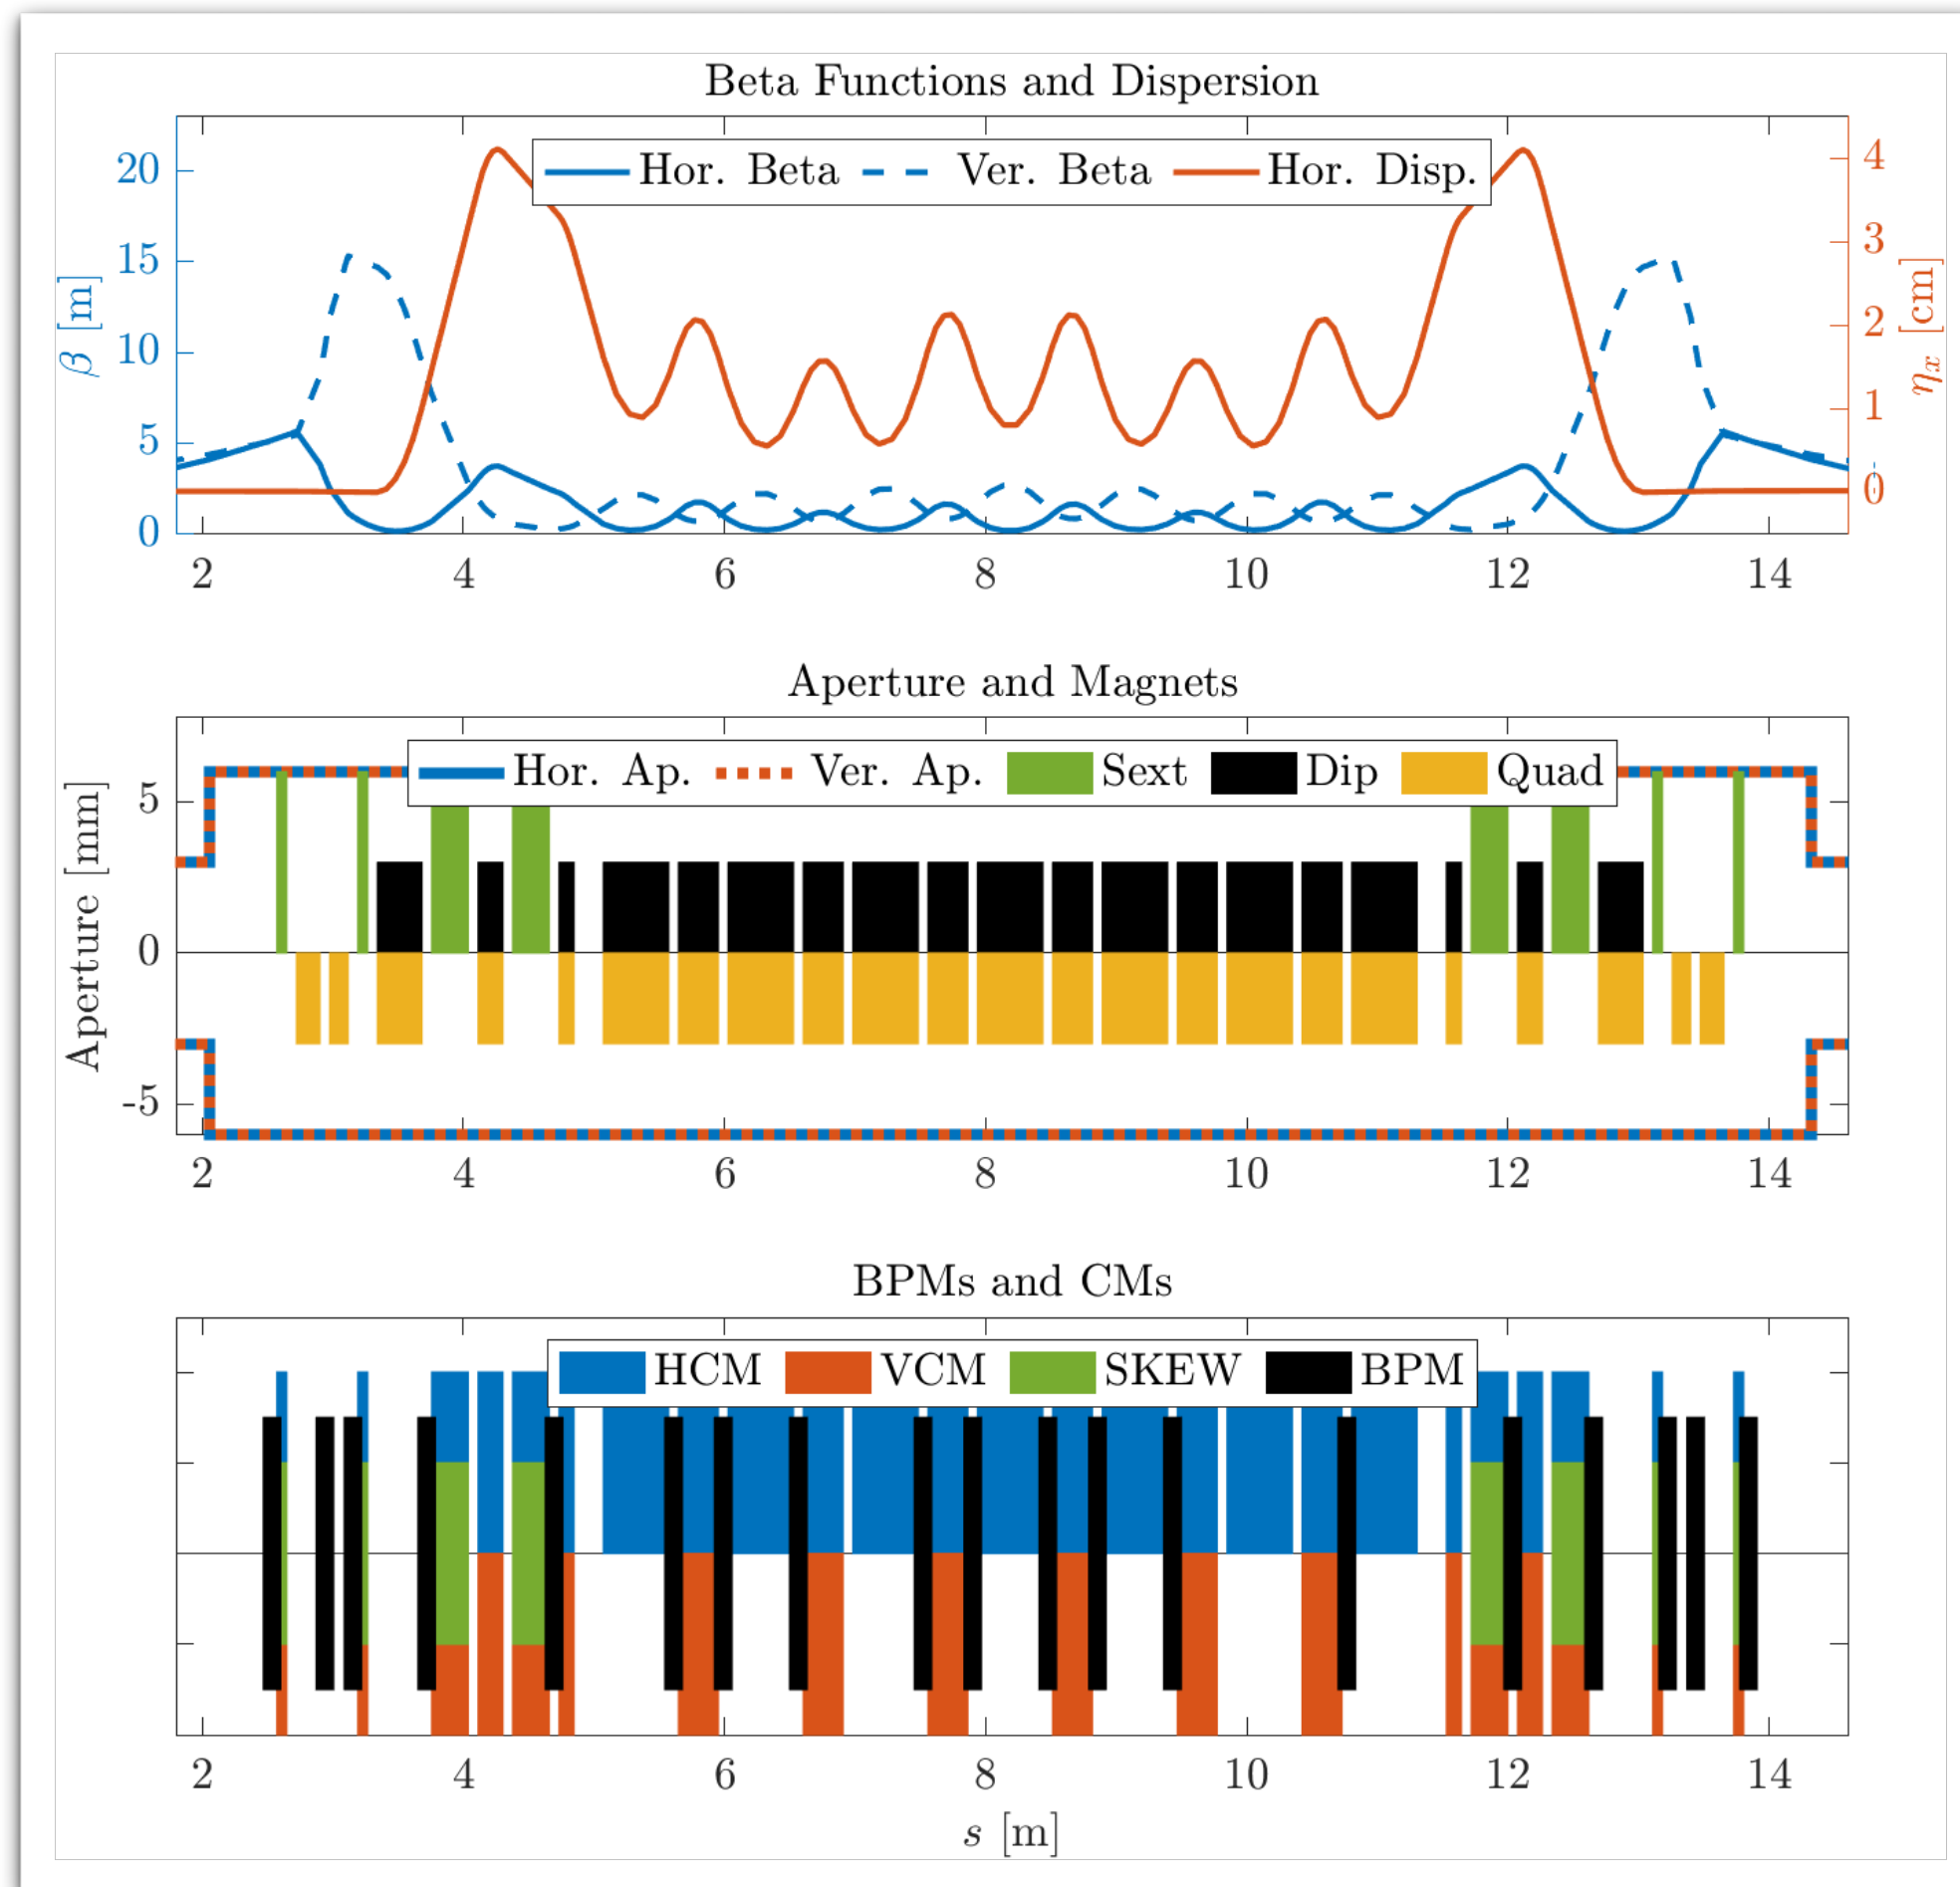 Beta Functions and Dispersion
Hor. Beta Ver. Beta Hor. Disp.
20
15
10
5
0
β [m]
4
3
2
1
0
ηx [cm]
2 4 6 8 10 12 14
Aperture and Magnets
Hor. Ap. Ver. Ap. Sext Dip Quad
5
0
-5
Aperture [mm]
2 4 6 8 10 12 14
BPMs and CMs
HCM VCM SKEW BPM
2 4 6 8 10 12 14
s [m]